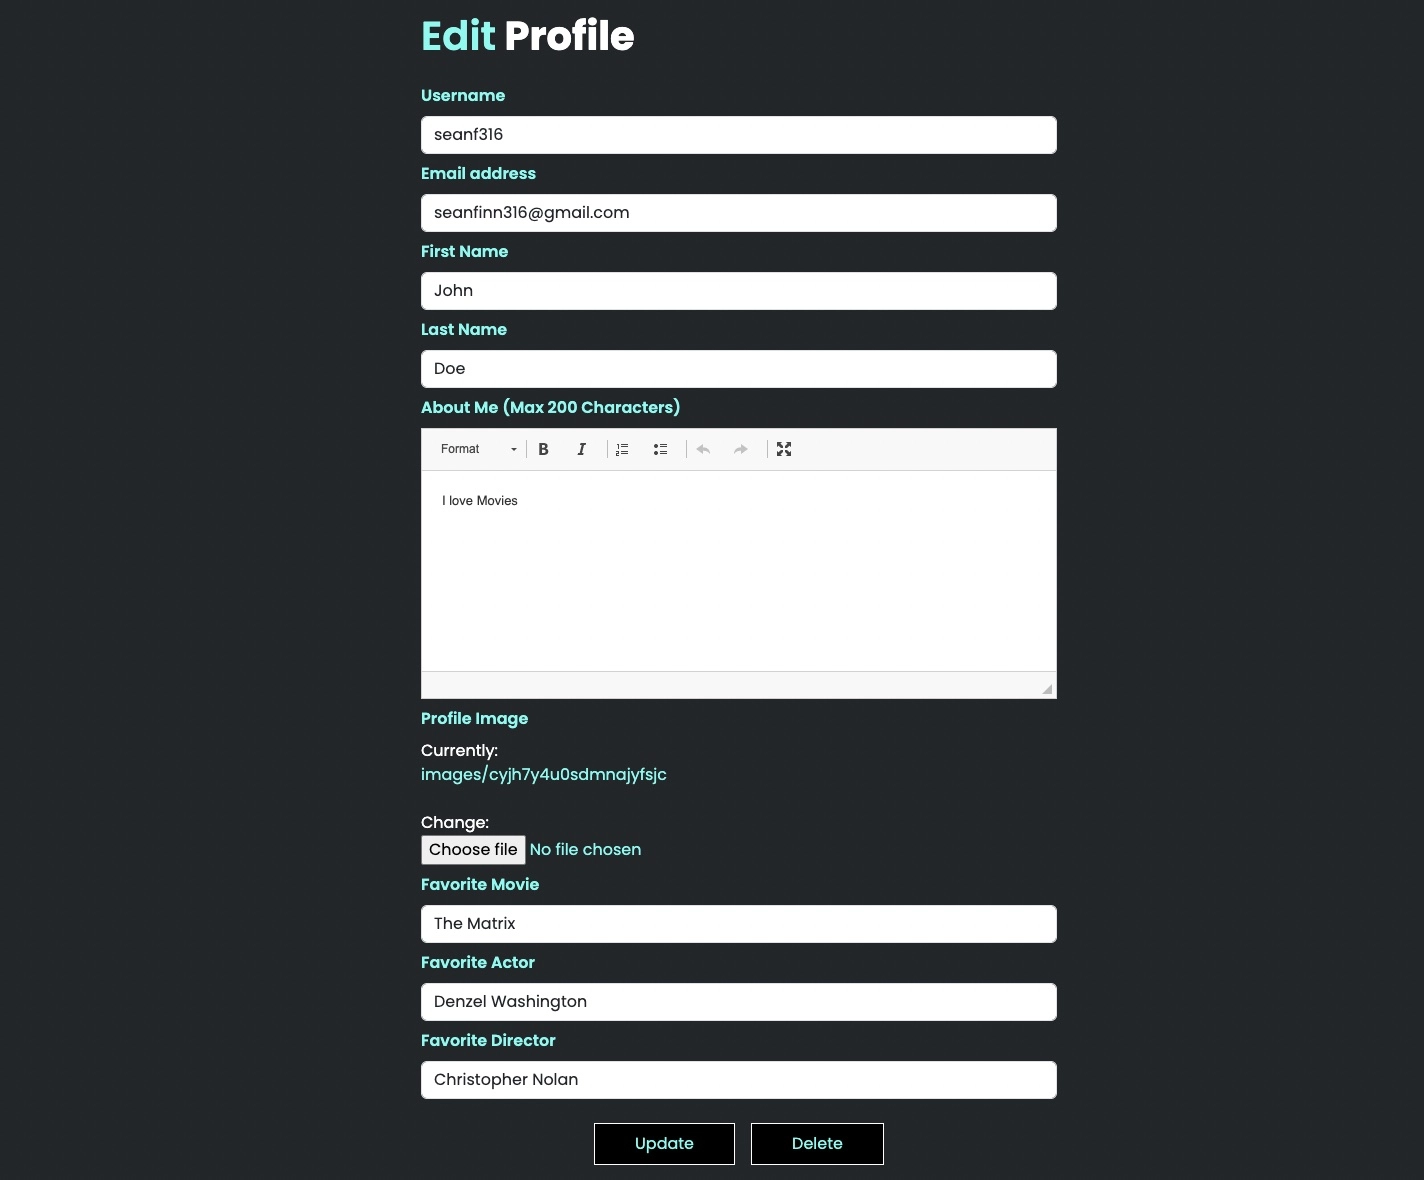 Edit Profile
Username
seanf316
Email address
seanfinn316@gmail.com
First Name
John
Last Name
Doe
About Me (Max 200 Characters)
Format B I
I love Movies
Profile Image
Currently:
images/cyjh7y4u0sdmnajyfsjc
Change:
Choose file No file chosen
Favorite Movie
The Matrix
Favorite Actor
Denzel Washington
Favorite Director
Christopher Nolan
Update Delete